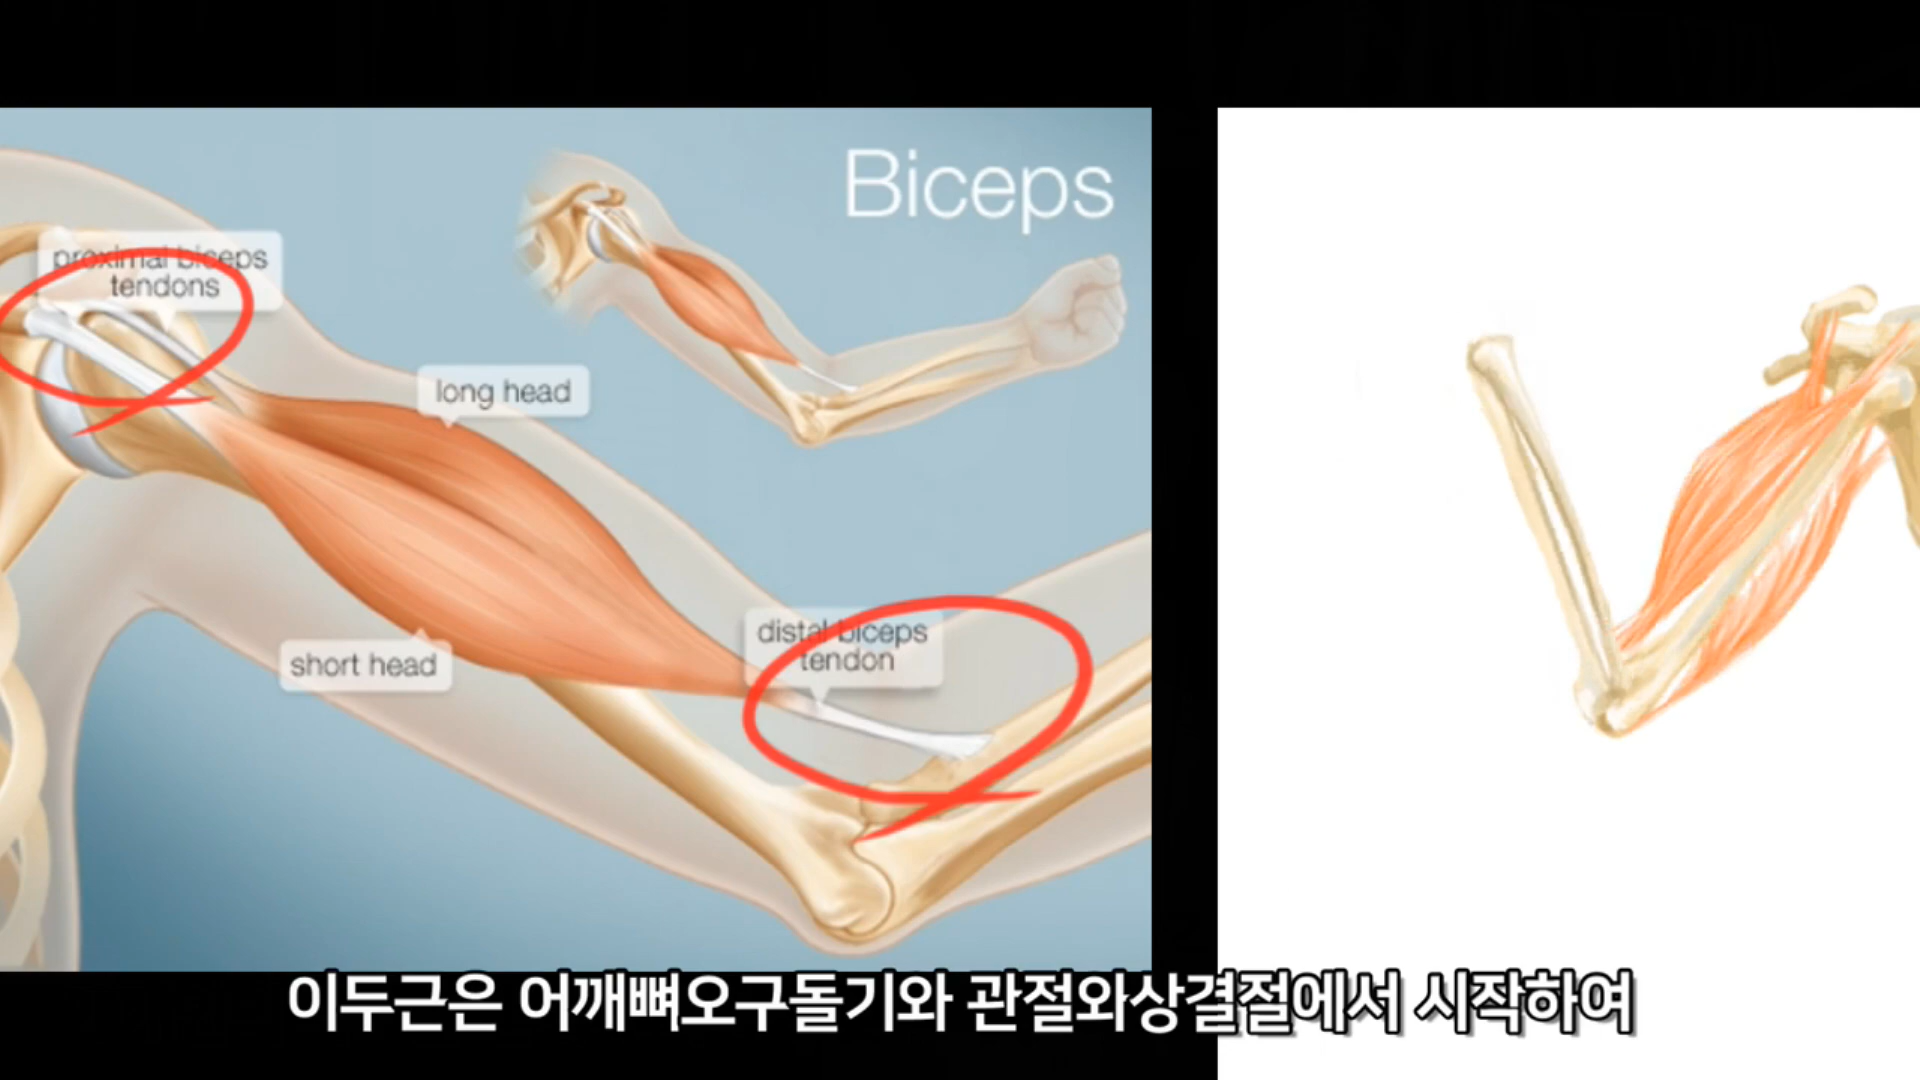 Biceps
proximal biceps
tendons
long head
short head
distal biceps
tendon
이두근은 어깨뼈오구돌기와 관절와상결절에서 시작하여